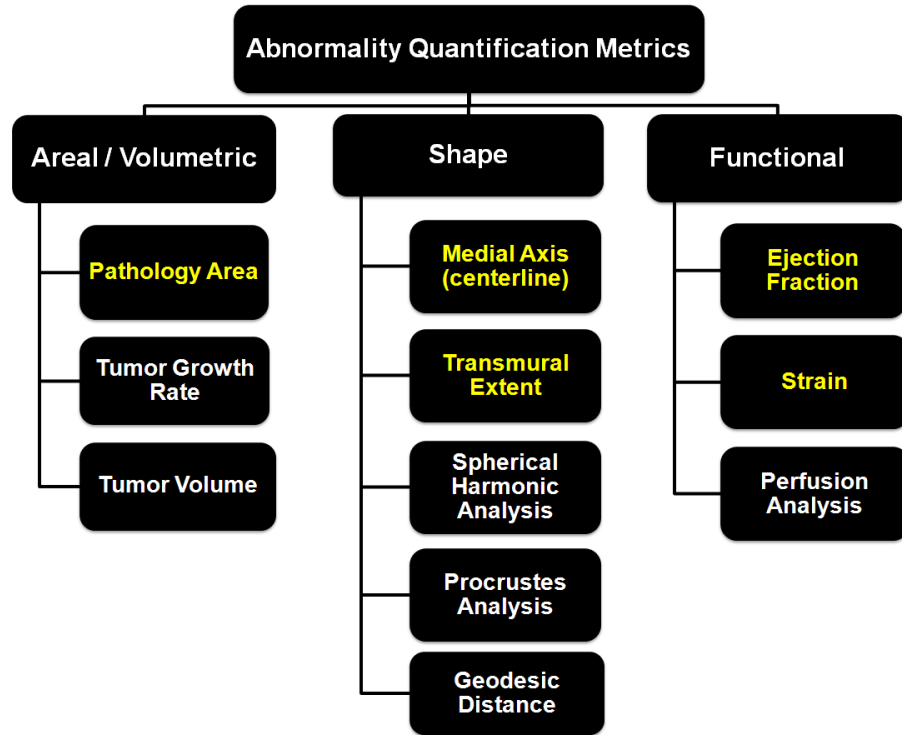 Abnormality Quantification Metrics
Areal / Volumetric
Pathology Area
Tumor Growth
Rate
Tumor Volume
Shape
Medial Axis
(centerline)
Transmural
Extent
Spherical
Harmonic
Analysis
Procrustes
Analysis
Geodesic
Distance
Functional
Ejection
Fraction
Strain
Perfusion
Analysis